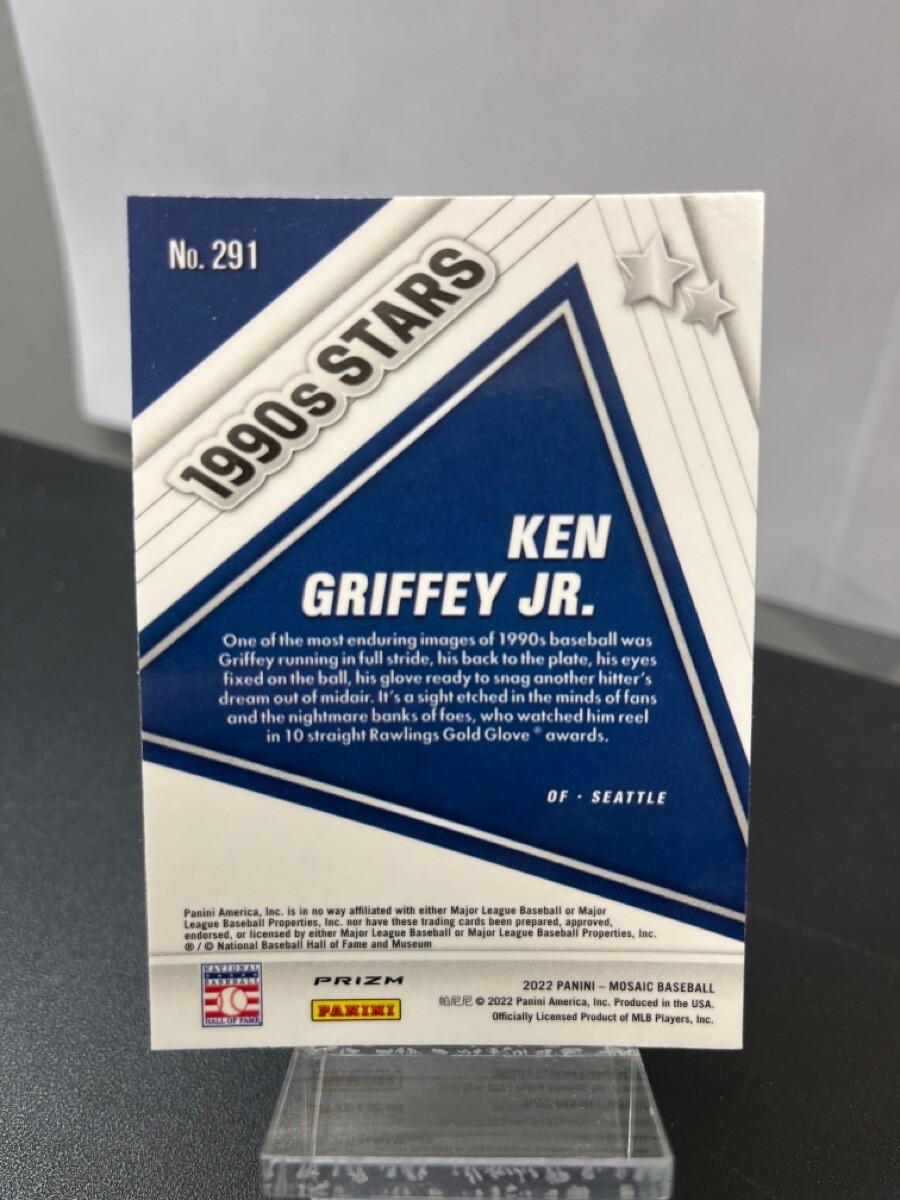 No. 291
1990s STARS
KEN
GRIFFEY JR.
One of the most enduring images of 1990s baseball was
Griffey running in full stride, his back to the plate, his eyes
fixed on the ball, his glove ready to snag another hitter's
dream out of midair. It's a sight etched in the minds of fans
and the nightmare banks of foes, who watched him reel
in 10 straight Rawlings Gold Glove® awards.
OF · SEATTLE
Panini America, Inc. is in no way affiliated with either Major League Baseball or Major
League Baseball Properties, Inc. nor have these trading cards been prepared, approved,
endorsed, or licensed by either Major League Baseball or Major League Baseball Properties, Inc.
® / © National Baseball Hall of Fame and Museum
NATIONAL
BASEBALL
HALL OF FAME
PRIZM
PANINI
2022 PANINI – MOSAIC BASEBALL
帕尼尼 © 2022 Panini America, Inc. Produced in the USA.
Officially Licensed Product of MLB Players, Inc.